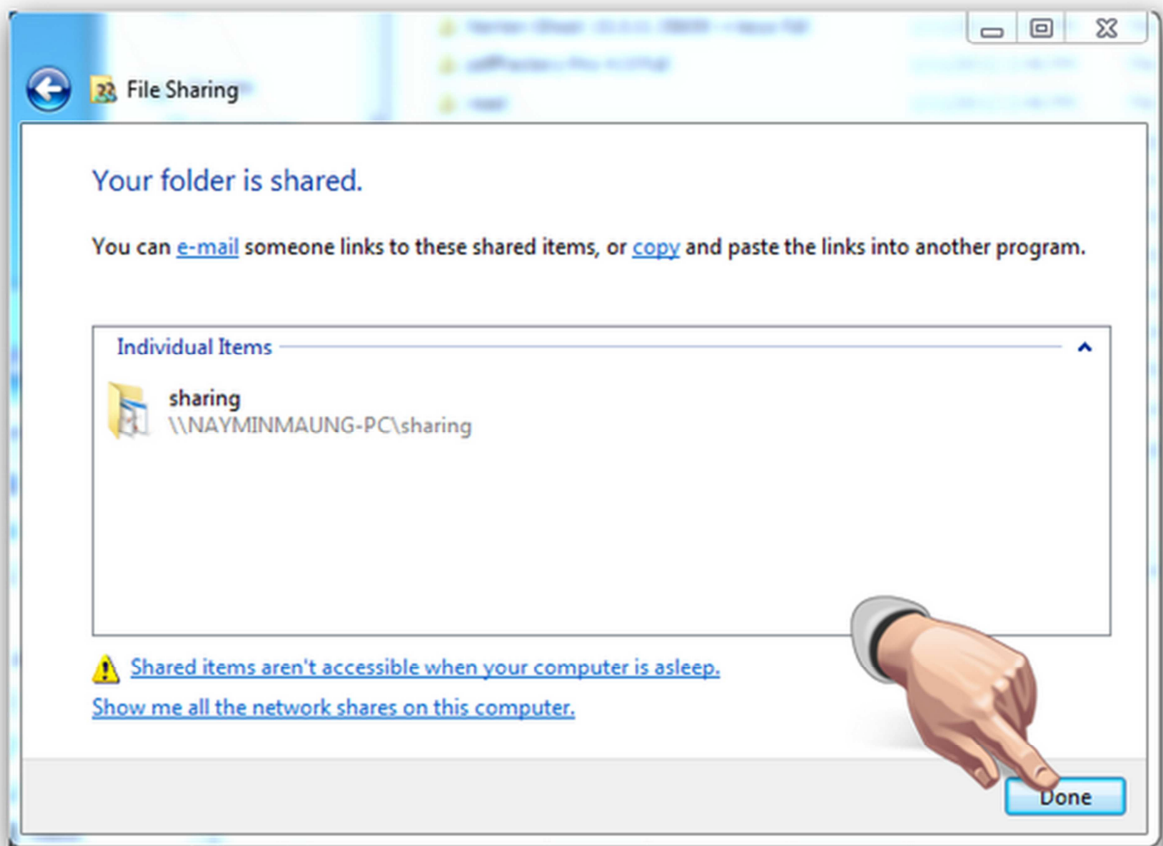 File Sharing
Your folder is shared.
You can e-mail someone links to these shared items, or copy and paste the links into another program.
Individual Items
sharing
\\NAYMINMAUNG-PC\sharing
Shared items aren't accessible when your computer is asleep.
Show me all the network shares on this computer.
Done